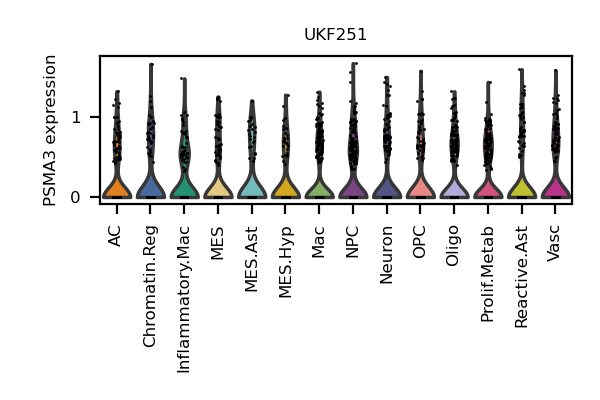 UKF251
PSMA3 expression
1
0
AC
Chromatin.Reg
Inflammatory.Mac
MES
MES.Ast
MES.Hyp
Mac
NPC
Neuron
OPC
Oligo
Prolif.Metab
Reactive.Ast
Vasc